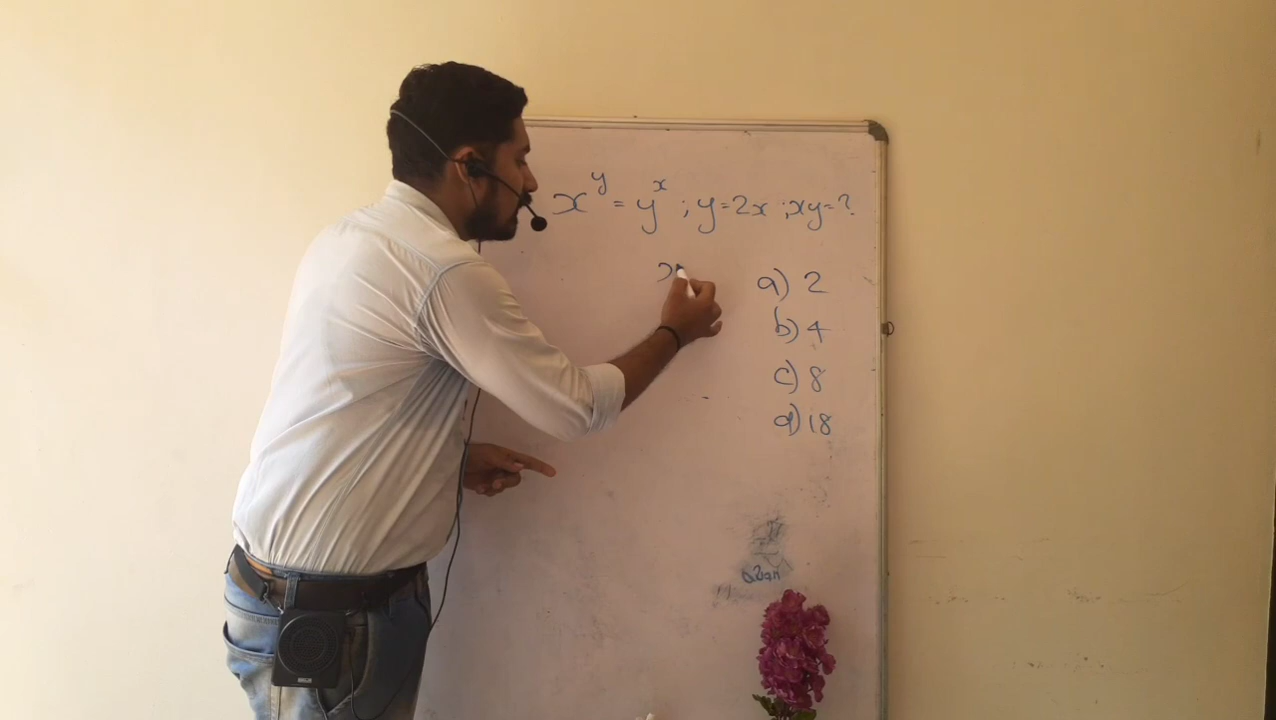 x^y = y^x ; y=2x ; xy=?
x
a) 2
b) 4
c) 8
d) 18